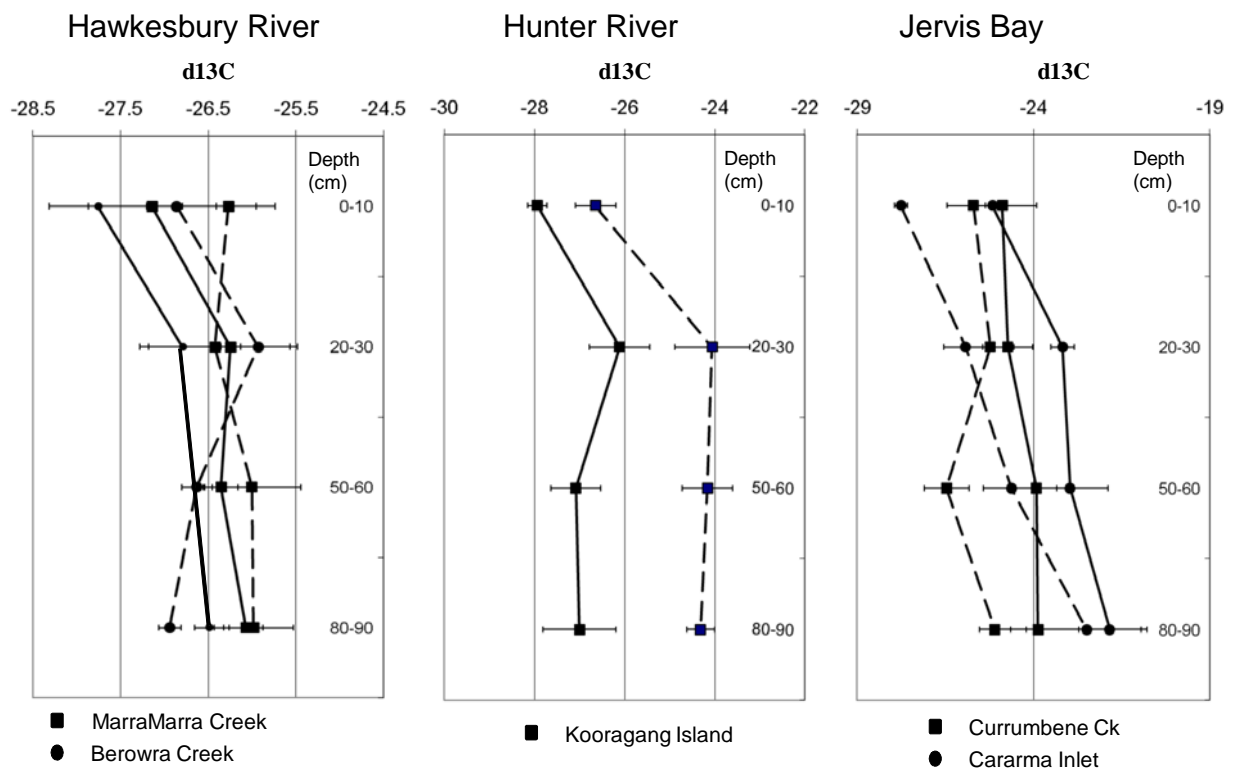 Hawkesbury River
d13C
-28.5 -27.5 -26.5 -25.5 -24.5
Depth
(cm)
0-10
20-30
50-60
80-90
MarraMarra Creek
Berowra Creek
Hunter River
d13C
-30 -28 -26 -24 -22
Depth
(cm)
0-10
20-30
50-60
80-90
Kooragang Island
Jervis Bay
d13C
-29 -24 -19
Depth
(cm)
0-10
20-30
50-60
80-90
Currumbene Ck
Cararma Inlet